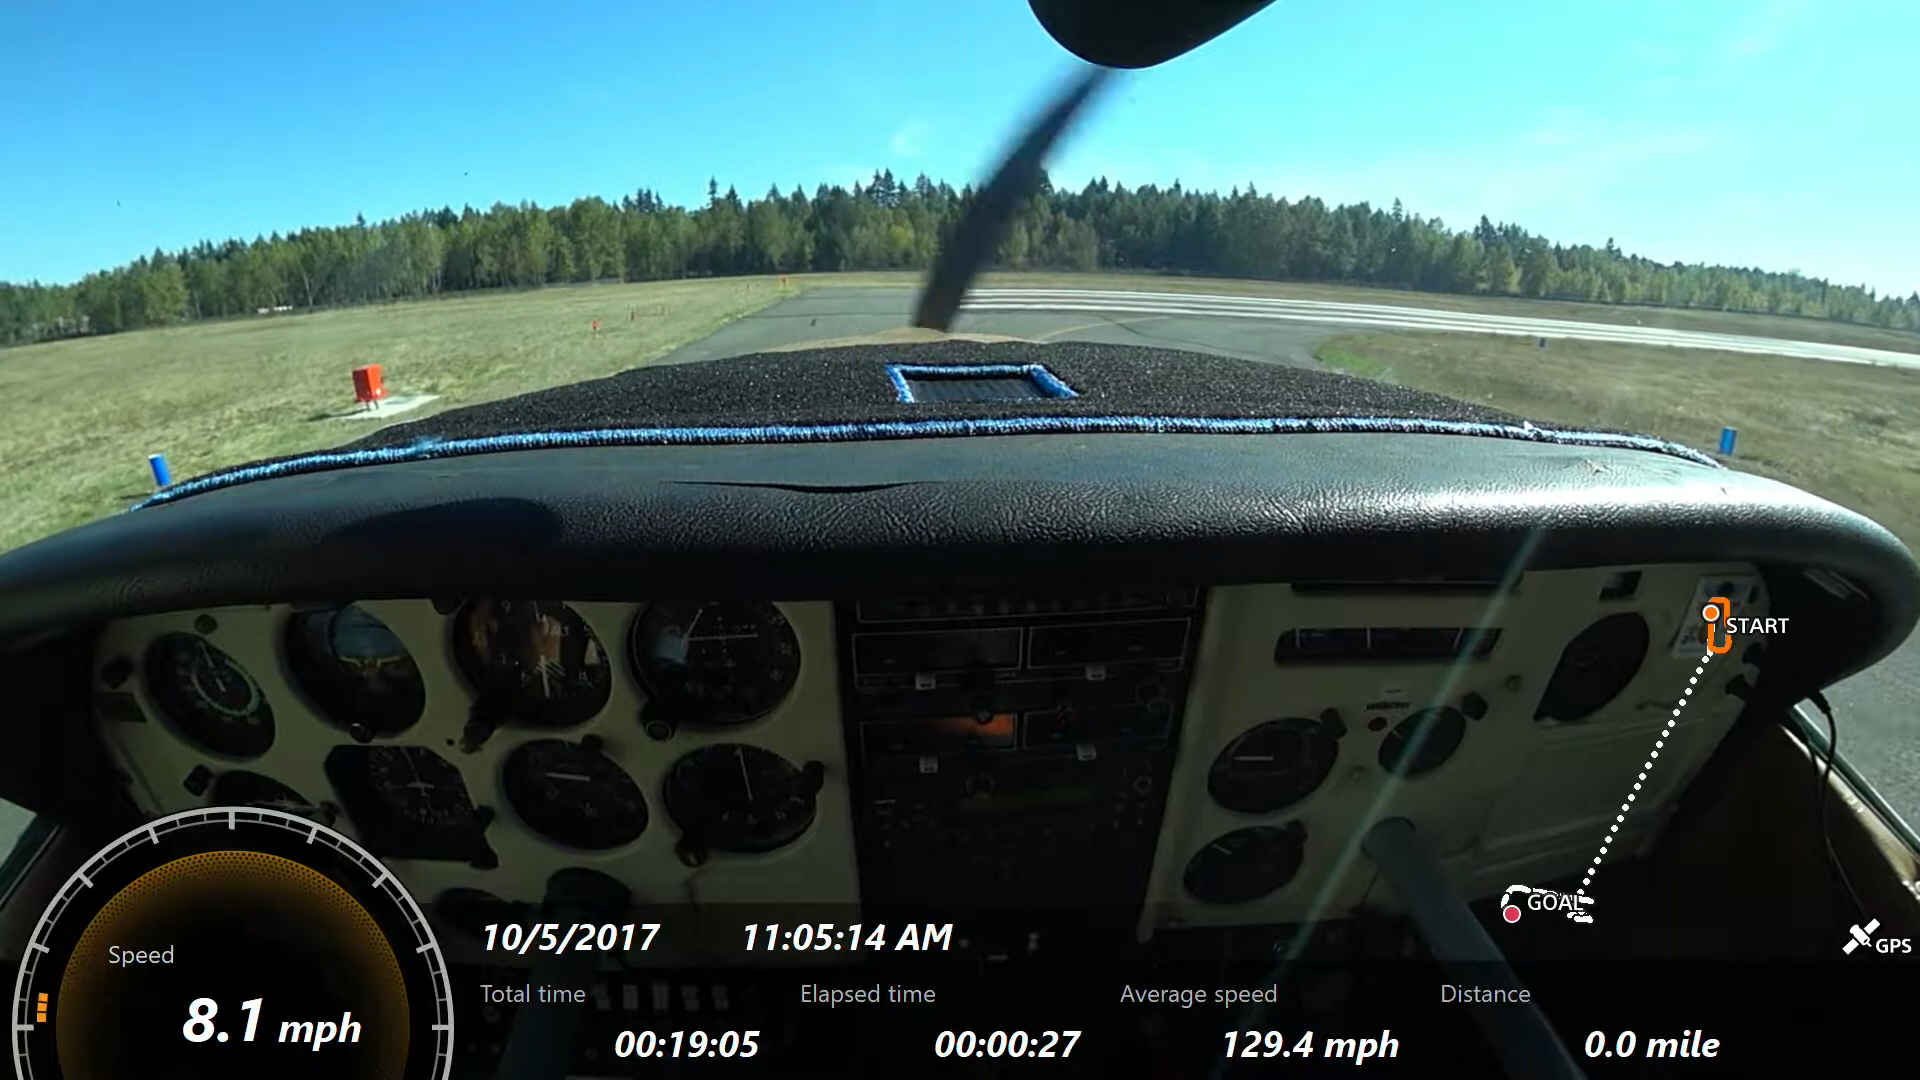 START
GOAL
GPS
10/5/2017 11:05:14 AM
Speed
8.1 mph
Total time Elapsed time Average speed Distance
00:19:05 00:00:27 129.4 mph 0.0 mile